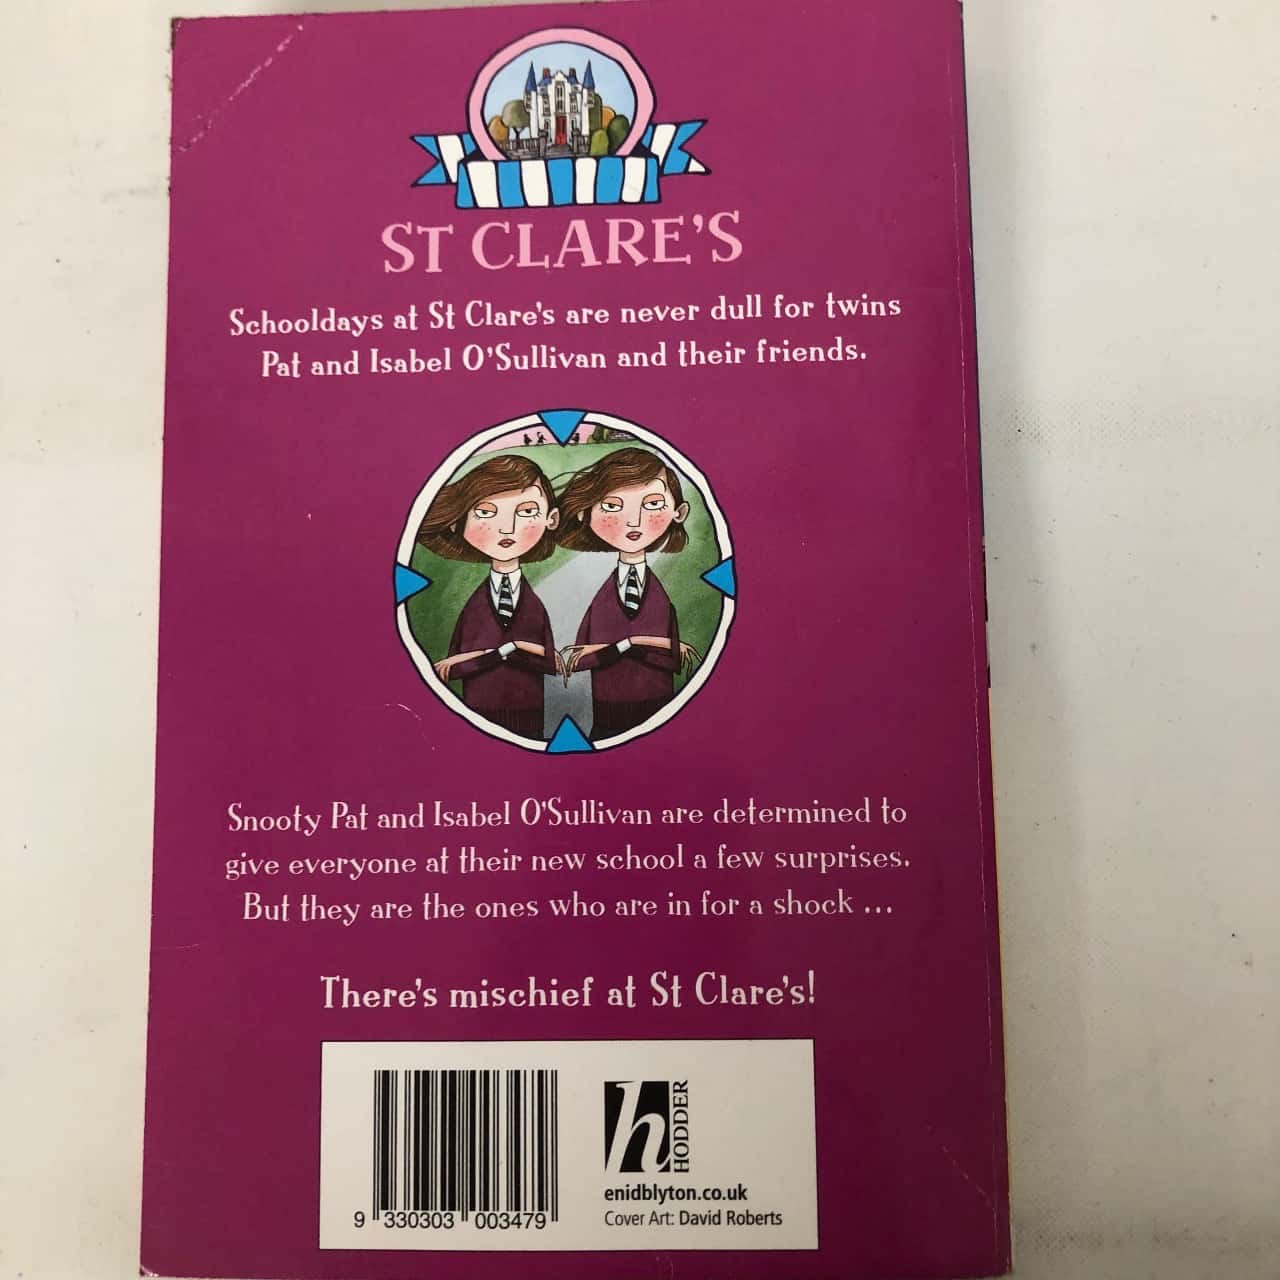 ST CLARE'S
Schooldays at St Clare's are never dull for twins
Pat and Isabel O'Sullivan and their friends.
Snooty Pat and Isabel O'Sullivan are determined to
give everyone at their new school a few surprises.
But they are the ones who are in for a shock ...
There's mischief at St Clare's!
h HODDER
enidblyton.co.uk
Cover Art: David Roberts
9 330303 003479